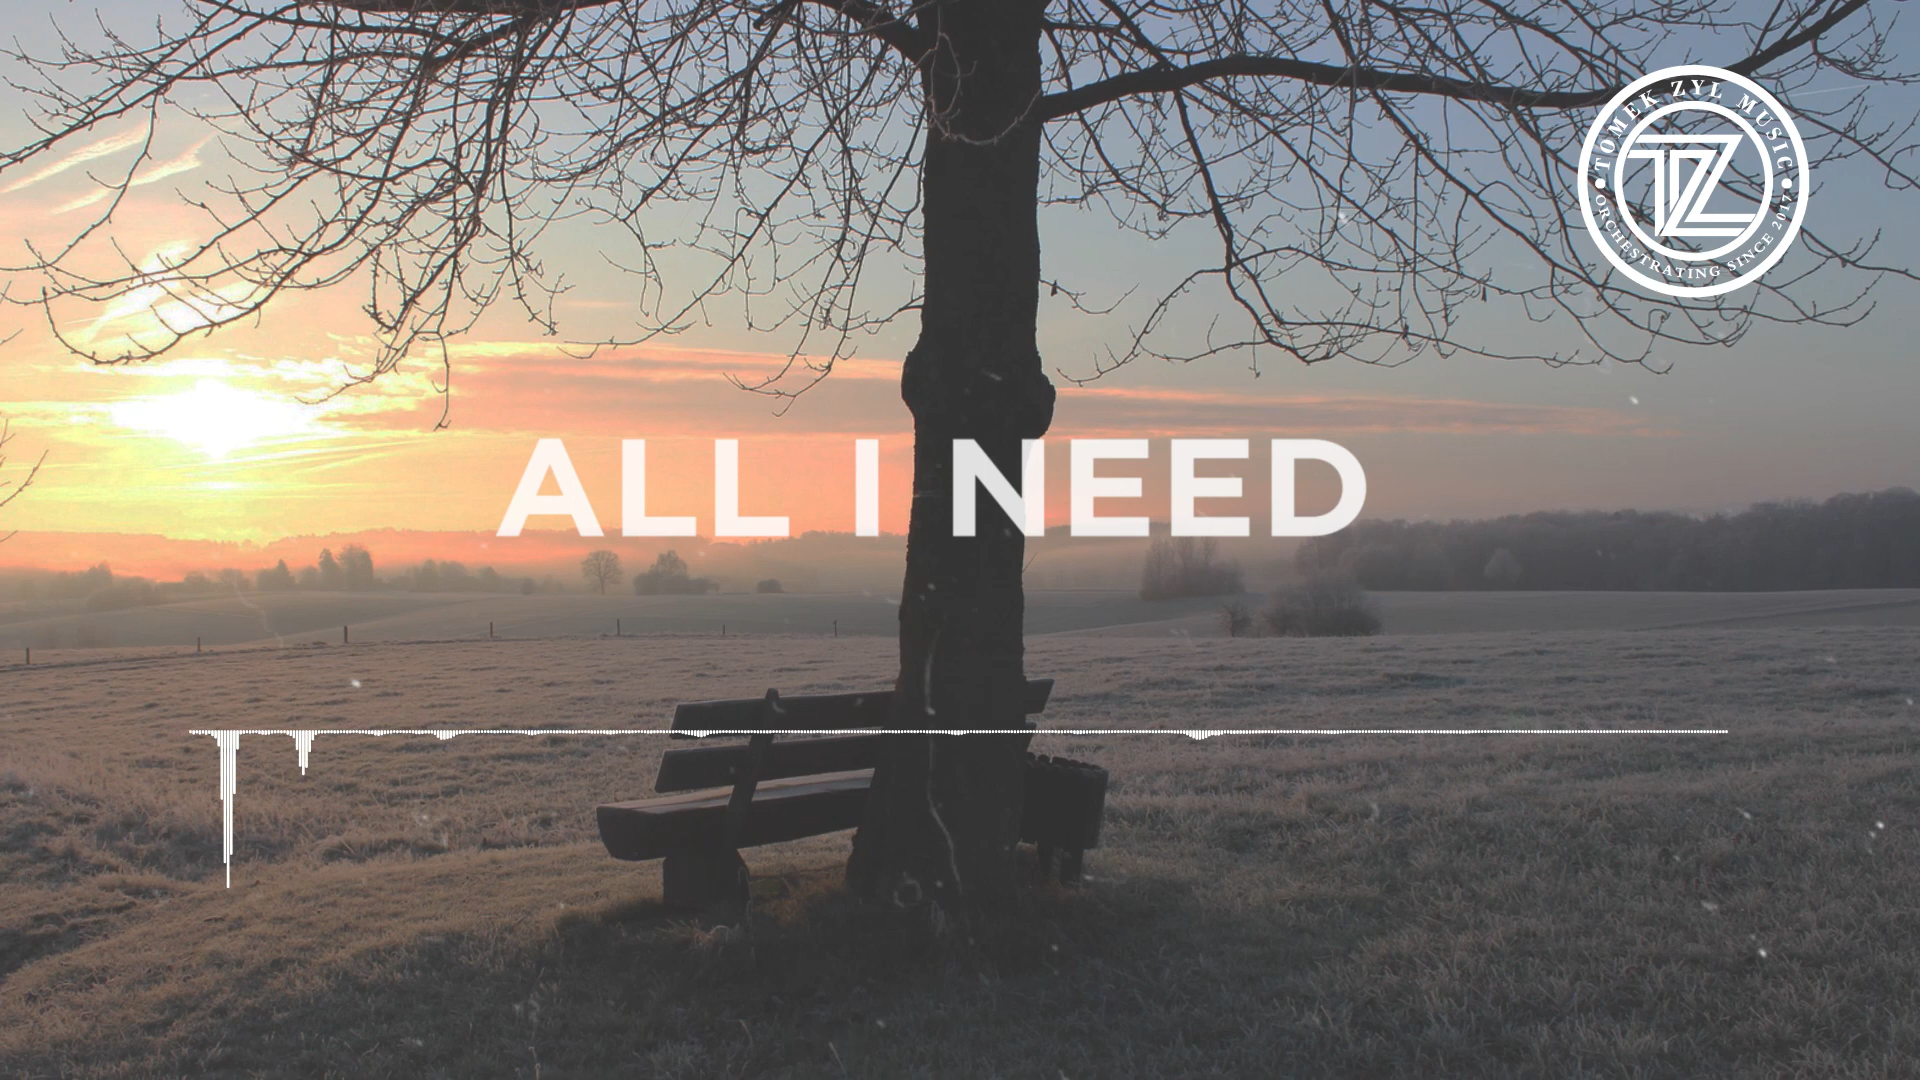 TOMEK ZYL MUSIC
TZ
ORCHESTRATING SINCE 2017
ALL I NEED